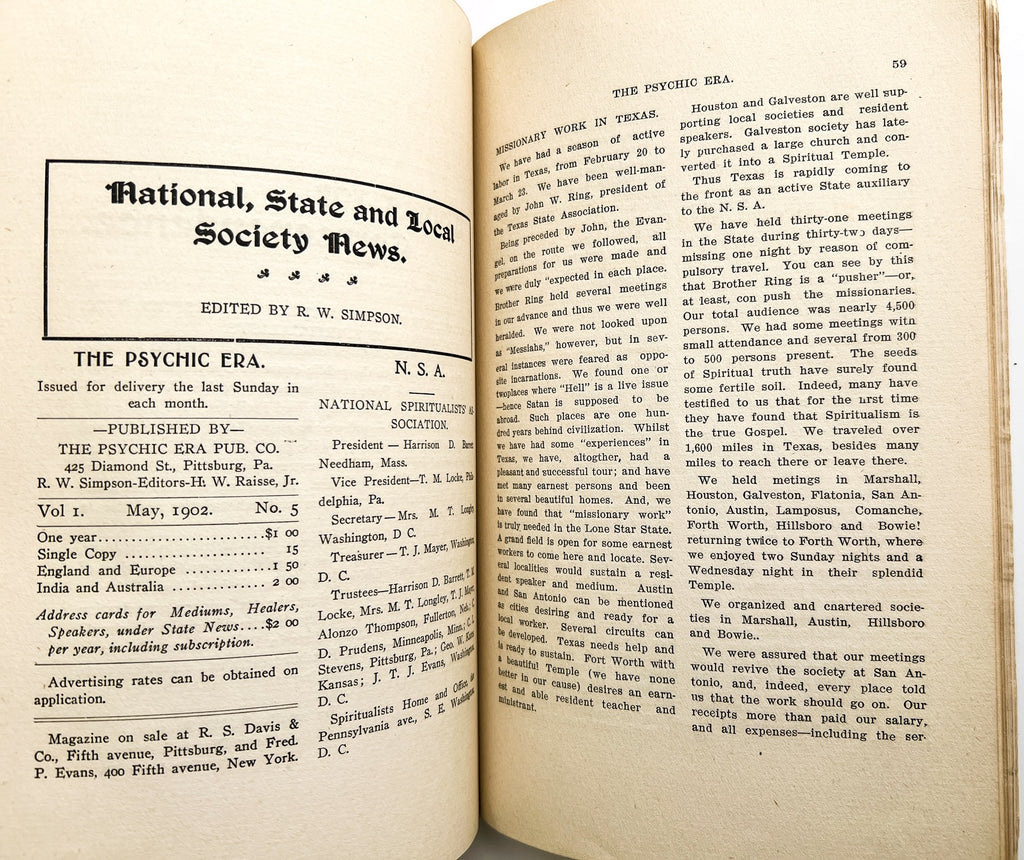 National, State and Local
Society News.
EDITED BY R. W. SIMPSON.
THE PSYCHIC ERA.
Issued for delivery the last Sunday in
each month.
—PUBLISHED BY—
THE PSYCHIC ERA PUB. CO.
425 Diamond St., Pittsburg, Pa.
R. W. Simpson-Editors-H. W. Raisse, Jr.
Vol 1. May, 1902. No. 5
One year........................$1 00
Single Copy ..................... 15
England and Europe .............1 50
India and Australia ............ 2 00
Address cards for Mediums, Healers,
Speakers, under State News....$2 00
per year, including subscription.
Advertising rates can be obtained on
application.
Magazine on sale at R. S. Davis &
Co., Fifth avenue, Pittsburg, and Fred.
P. Evans, 400 Fifth avenue, New York.
N. S. A.
NATIONAL SPIRITUALISTS' AS-
SOCIATION.
President — Harrison D. Barrett,
Needham, Mass.
Vice President—T. M. Locke, Phila-
delphia, Pa.
Secretary — Mrs. M. T. Longley,
Washington, D C.
Treasurer — T. J. Mayer, Washington,
D. C.
Trustees—Harrison D. Barrett, T. M.
Locke, Mrs. M. T. Longley, T. J. Mayer,
Alonzo Thompson, Fullerton, Neb.; C.
D. Prudens, Minneapolis, Minn.; C. L.
Stevens, Pittsburg, Pa.; Geo. W.
Kansas; J. T. J. Evans, Washington,
D. C.
Spiritualists Home and Office,
Pennsylvania ave., S. E. Washington,
D. C.
59
THE PSYCHIC ERA.
MISSIONARY WORK IN TEXAS.
We have had a season of active
labor in Texas, from February 20 to
March 23. We have been well-man-
aged by John W. Ring, president of
the Texas State Association.
Being preceded by John, the Evan-
gel, on the route we followed, all
preparations for us were made and
we were duly "expected in each place.
Brother Ring held several meetings
in our advance and thus we were well
heralded. We were not looked upon
as "Messiahs," however, but in sev-
eral instances were feared as oppo-
site incarnations. We found one or
twoplaces where "Hell" is a live issue
—hence Satan is supposed to be
abroad. Such places are one hun-
dred years behind civilization. Whilst
we have had some "experiences" in
Texas, we have, altogther, had a
pleasant and successful tour; and have
met many earnest persons and been
in several beautiful homes. And, we
have found that "missionary work"
is truly needed in the Lone Star State.
A grand field is open for some earnest
workers to come here and locate. Sev-
eral localities would sustain a resi-
dent speaker and medium. Austin
and San Antonio can be mentioned
as cities desiring and ready for a
local worker. Several circuits can
be developed. Texas needs help and
is ready to sustain. Fort Worth with
a beautiful Temple (we have none
better in our cause) desires an earn-
est and able resident teacher and
ministrant.
Houston and Galveston are well sup-
porting local societies and resident
speakers. Galveston society has late-
ly purchased a large church and con-
verted it into a Spiritual Temple.
Thus Texas is rapidly coming to
the front as an active State auxiliary
to the N. S. A.
We have held thirty-one meetings
in the State during thirty-two days—
missing one night by reason of com-
pulsory travel. You can see by this
that Brother Ring is a "pusher"—or,
at least, con push the missionaries.
Our total audience was nearly 4,500
persons. We had some meetings with
small attendance and several from 300
to 500 persons present. The seeds
of Spiritual truth have surely found
some fertile soil. Indeed, many have
testified to us that for the first time
they have found that Spiritualism is
the true Gospel. We traveled over
1,600 miles in Texas, besides many
miles to reach there or leave there.
We held metings in Marshall,
Houston, Galveston, Flatonia, San An-
tonio, Austin, Lamposus, Comanche,
Forth Worth, Hillsboro and Bowie!
returning twice to Forth Worth, where
we enjoyed two Sunday nights and a
Wednesday night in their splendid
Temple.
We organized and cnartered socie-
ties in Marshall, Austin, Hillsboro
and Bowie..
We were assured that our meetings
would revive the society at San An-
tonio, and, indeed, every place told
us that the work should go on. Our
receipts more than paid our salary,
and all expenses—including the ser-